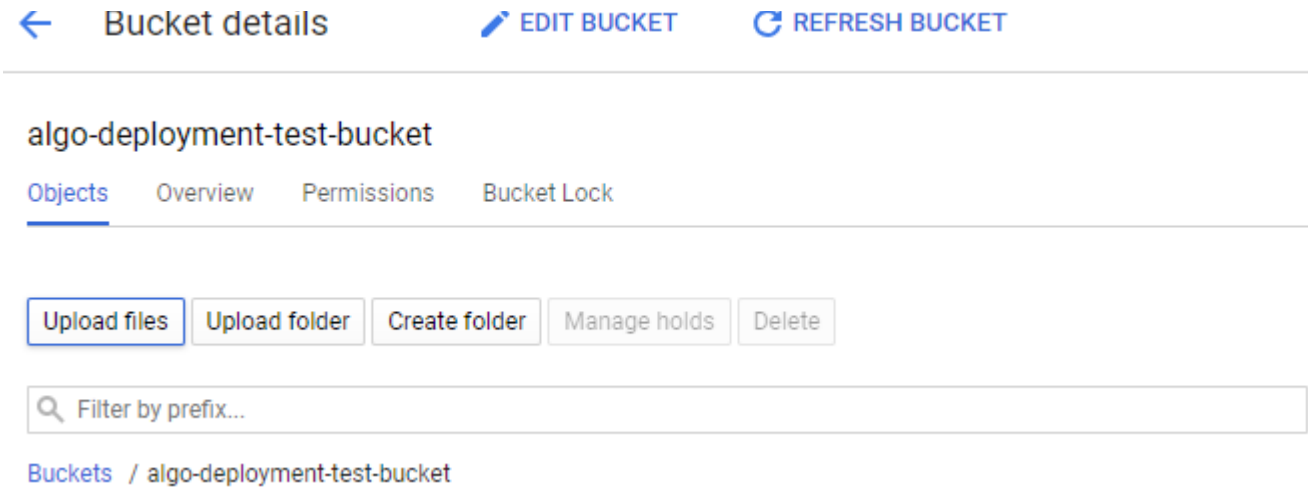 Bucket details EDIT BUCKET REFRESH BUCKET
algo-deployment-test-bucket
Objects Overview Permissions Bucket Lock
Upload files Upload folder Create folder Manage holds Delete
Filter by prefix...
Buckets / algo-deployment-test-bucket